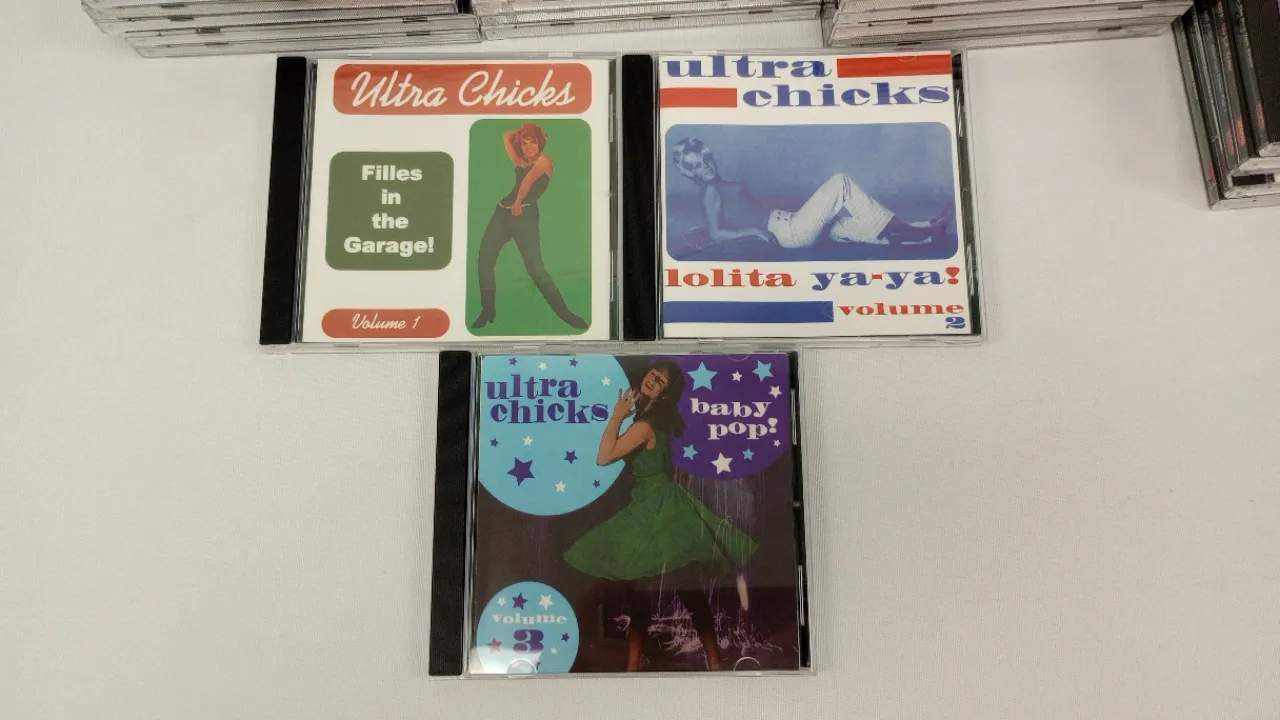 Ultra Chicks
Filles
in
the
Garage!
Volume 1
ultra
chicks
lolita ya-ya!
volume
2
ultra
chicks
baby
pop!
volume
3